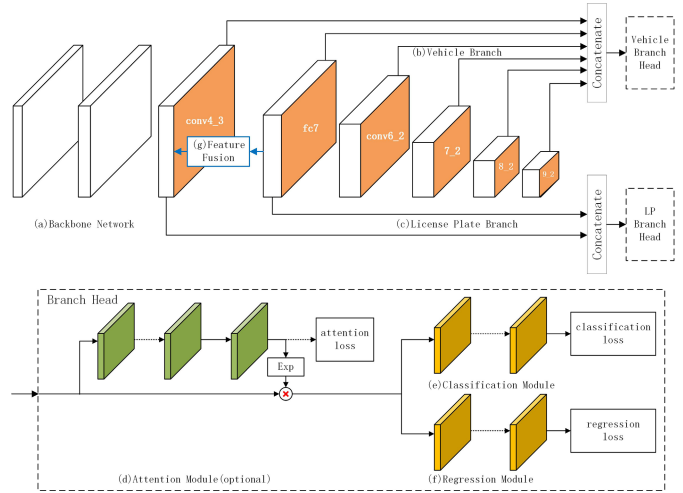 Vehicle
Branch
Head
Concatenate
(b)Vehicle Branch
conv4_3
fc7
conv6_2
7_2
8_2
9_2
(g)Feature
Fusion
(a)Backbone Network
(c)License Plate Branch
Concatenate
LP
Branch
Head
Branch Head
attention
loss
Exp
classification
loss
(e)Classification Module
regression
loss
(d)Attention Module(optional)
(f)Regression Module